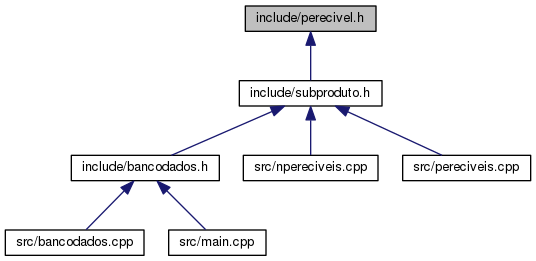 include/perecivel.h
include/subproduto.h
include/bancodados.h
src/npereciveis.cpp
src/pereciveis.cpp
src/bancodados.cpp
src/main.cpp